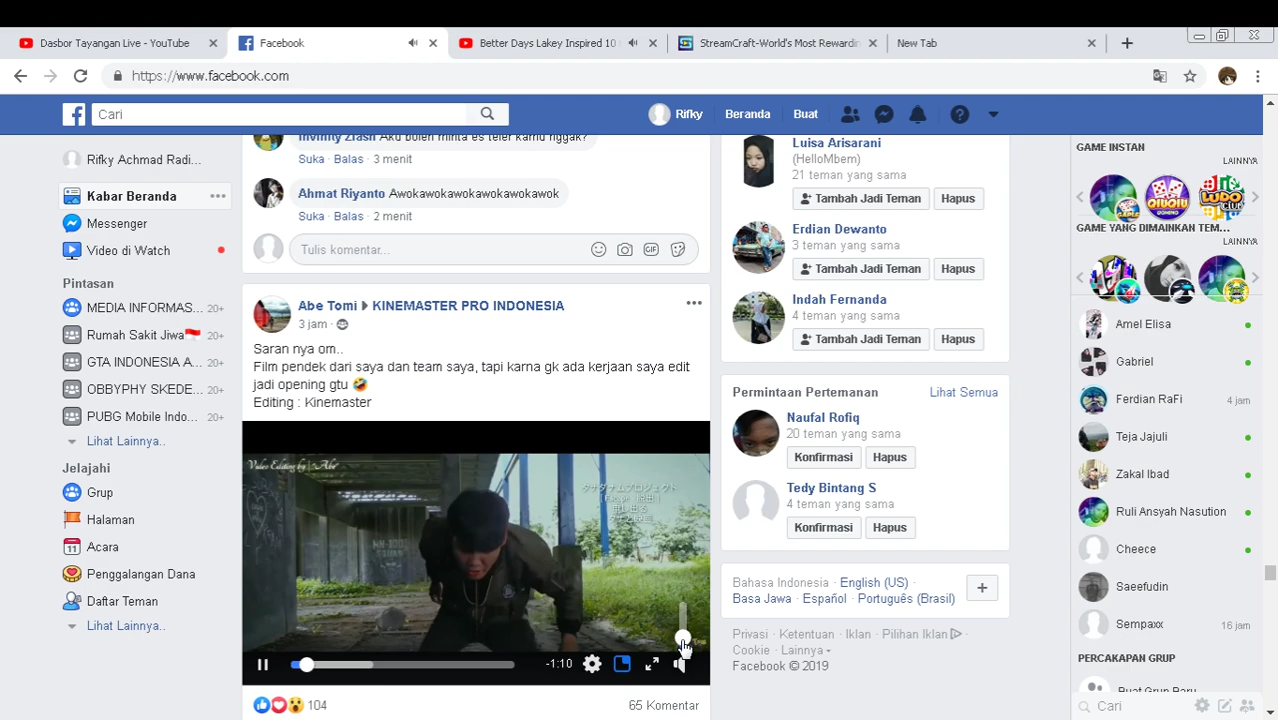 Dasbor Tayangan Live - YouTube
Facebook
Better Days Lakey Inspired 10
StreamCraft-World's Most Rewardin
New Tab
https://www.facebook.com
Cari
Rifky
Beranda
Buat
Rifky Achmad Radi...
Kabar Beranda
Messenger
Video di Watch
Pintasan
MEDIA INFORMAS... 20+
Rumah Sakit Jiwa🇮🇩 20+
GTA INDONESIA A... 20+
OBBYPHY SKEDE... 20+
PUBG Mobile Indo... 20+
Lihat Lainnya..
Jelajahi
Grup
Halaman
11 Acara
Penggalangan Dana
Daftar Teman
Lihat Lainnya..
Invinity Zlash Aku boleh minta es teler kamu nggak?
Suka · Balas · 3 menit
Ahmat Riyanto Awokawokawokawokawokawok
Suka · Balas · 2 menit
Tulis komentar...
GIF
Abe Tomi KINEMASTER PRO INDONESIA
3 jam ·
Saran nya om..
Film pendek dari saya dan team saya, tapi karna gk ada kerjaan saya edit
jadi opening gtu 🤣
Editing : Kinemaster
Video Editing by "Abe"
-1:10
104
65 Komentar
Luisa Arisarani
(HelloMbem)
21 teman yang sama
Tambah Jadi Teman Hapus
Erdian Dewanto
3 teman yang sama
Tambah Jadi Teman Hapus
Indah Fernanda
4 teman yang sama
Tambah Jadi Teman Hapus
Permintaan Pertemanan Lihat Semua
Naufal Rofiq
20 teman yang sama
Konfirmasi Hapus
Tedy Bintang S
4 teman yang sama
Konfirmasi Hapus
Bahasa Indonesia · English (US) ·
Basa Jawa · Español · Português (Brasil)
Privasi · Ketentuan · Iklan · Pilihan Iklan ·
Cookie · Lainnya
Facebook © 2019
GAME INSTAN
LAINNYA
QIUQIU
LUDO
GAME YANG DIMAINKAN TEM...
LAINNYA
Amel Elisa
Gabriel
Ferdian RaFi 4 jam
Teja Jajuli
Zakal Ibad
Ruli Ansyah Nasution
Cheece
Saeefudin
Sempaxx 16 jam
PERCAKAPAN GRUP
Buat Grup Baru
Cari